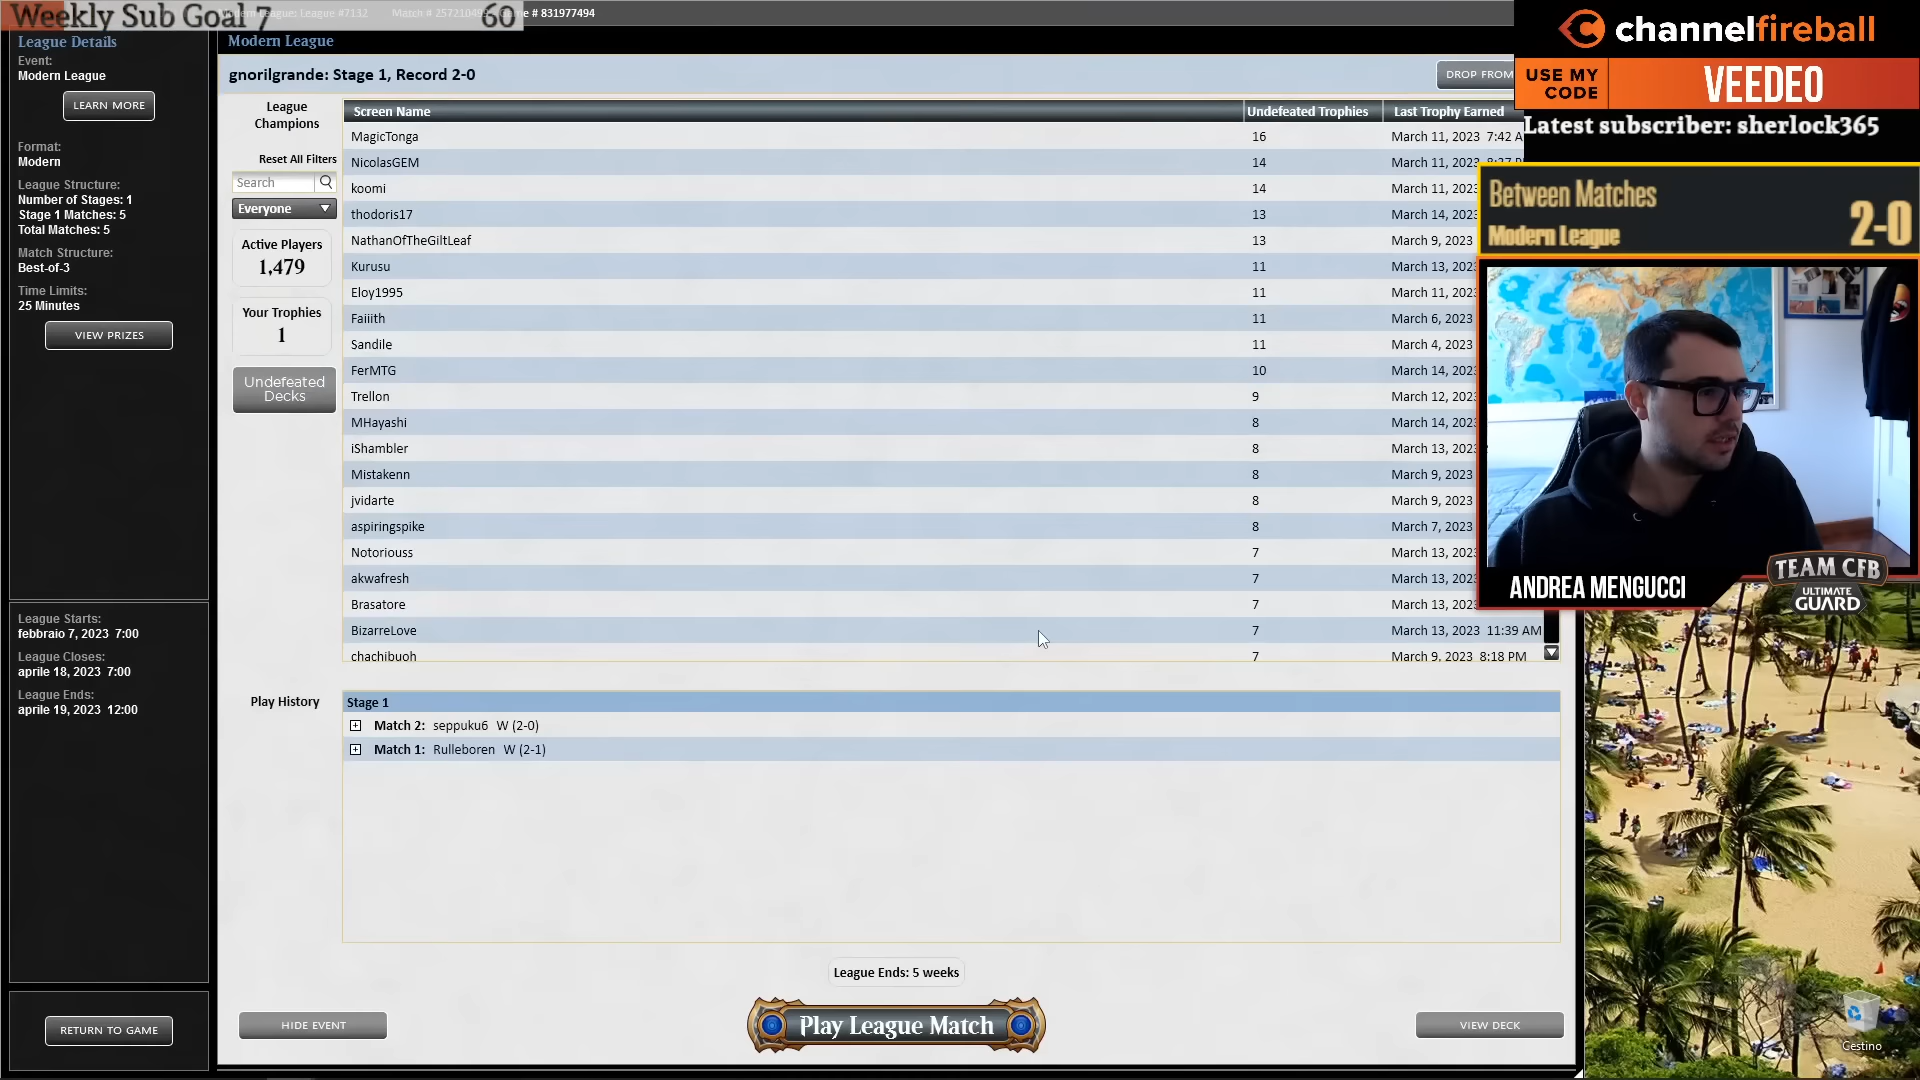 Weekly Sub Goal 7 60
Modern League: League #7132 Match # 257210499 Game # 831977494
League Details
Event:
Modern League
LEARN MORE
Format:
Modern
League Structure:
Number of Stages: 1
Stage 1 Matches: 5
Total Matches: 5
Match Structure:
Best-of-3
Time Limits:
25 Minutes
VIEW PRIZES
League Starts:
febbraio 7, 2023 7:00
League Closes:
aprile 18, 2023 7:00
League Ends:
aprile 19, 2023 12:00
RETURN TO GAME
Modern League
gnorilgrande: Stage 1, Record 2-0
DROP FROM
League
Champions
Reset All Filters
Search
Everyone
Active Players
1,479
Your Trophies
1
Undefeated
Decks
Screen Name Undefeated Trophies Last Trophy Earned
MagicTonga 16 March 11, 2023 7:42 A
NicolasGEM 14 March 11, 2023
koomi 14 March 11, 2023
thodoris17 13 March 14, 2023
NathanOfTheGiltLeaf 13 March 9, 2023
Kurusu 11 March 13, 2023
Eloy1995 11 March 11, 2023
Faiiith 11 March 6, 2023
Sandile 11 March 4, 2023
FerMTG 10 March 14, 2023
Trellon 9 March 12, 2023
MHayashi 8 March 14, 2023
iShambler 8 March 13, 2023
Mistakenn 8 March 9, 2023
jvidarte 8 March 9, 2023
aspiringspike 8 March 7, 2023
Notoriouss 7 March 13, 2023
akwafresh 7 March 13, 2023
Brasatore 7 March 13, 2023
BizarreLove 7 March 13, 2023 11:39 AM
chachibuoh 7 March 9, 2023 8:18 PM
Play History
Stage 1
Match 2: seppuku6 W (2-0)
Match 1: Rulleboren W (2-1)
League Ends: 5 weeks
HIDE EVENT
Play League Match
VIEW DECK
channelfireball
USE MY
CODE
VEEDEO
Latest subscriber: sherlock365
Between Matches
Modern League
2-0
ANDREA MENGUCCI
TEAM CFB
ULTIMATE
GUARD
Cestino